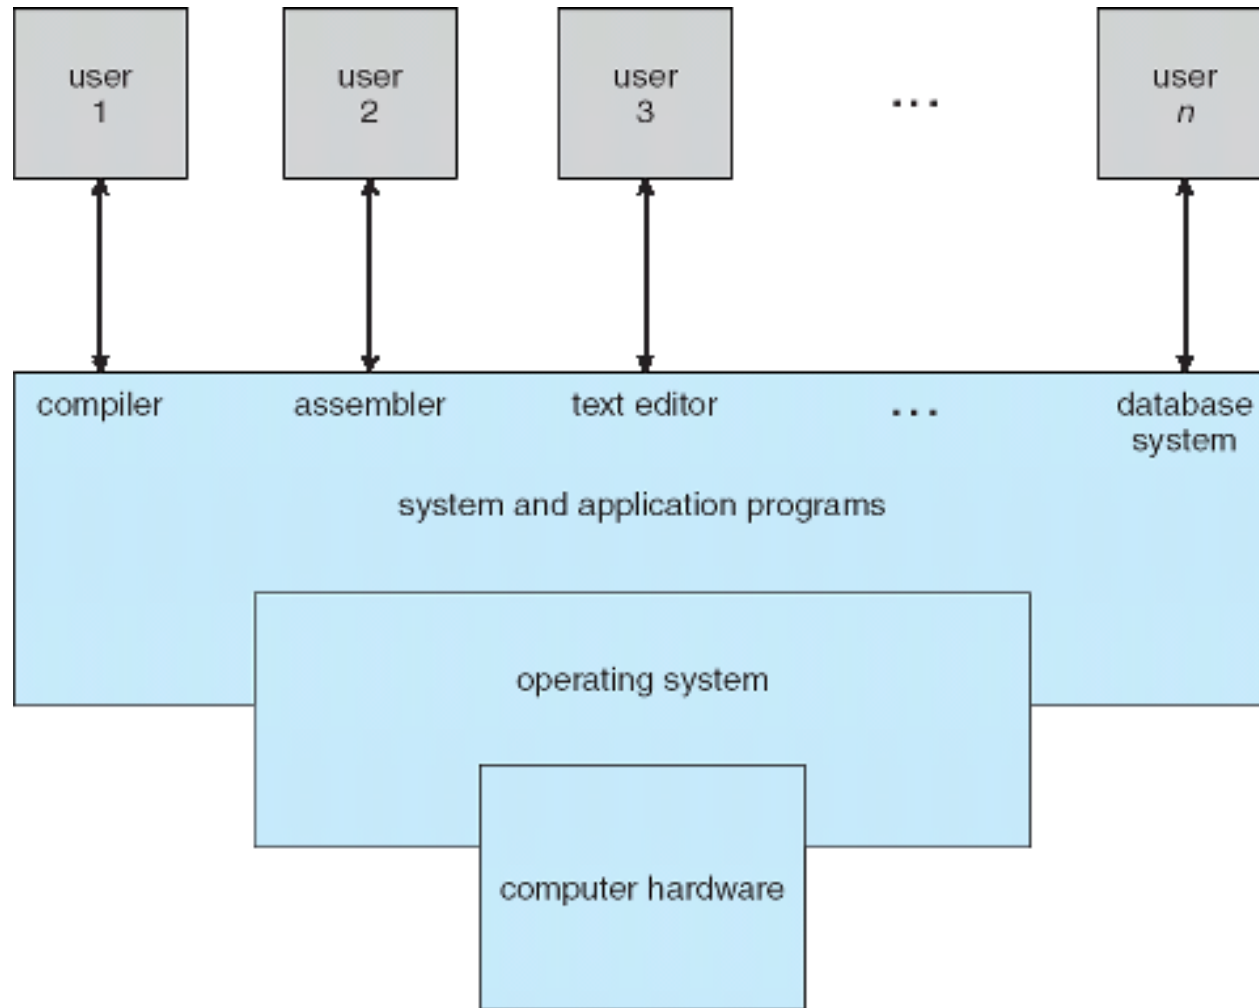 user
1
user
2
user
3
...
user
n
compiler
assembler
text editor
...
database
system
system and application programs
operating system
computer hardware